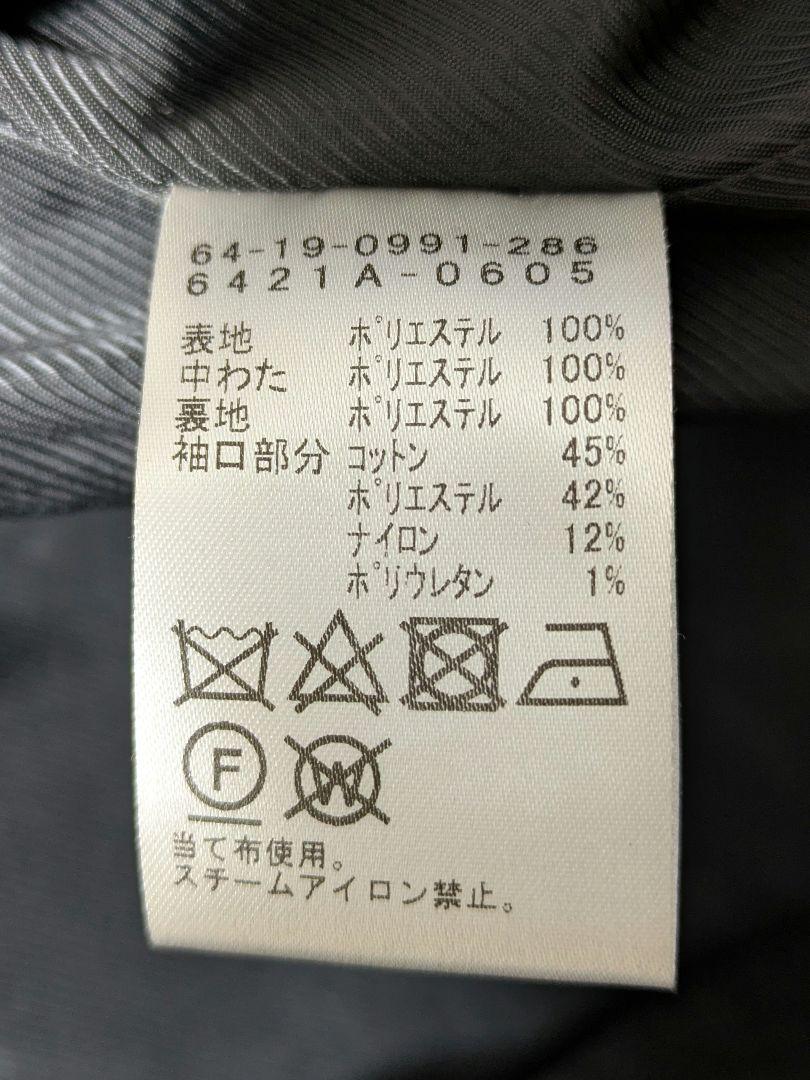 64-19-0991-286
6421A-0605
表地 ポリエステル 100%
中わた ポリエステル 100%
裏地 ポリエステル 100%
袖口部分 コットン 45%
ポリエステル 42%
ナイロン 12%
ポリウレタン 1%
F W
当て布使用。
スチームアイロン禁止。